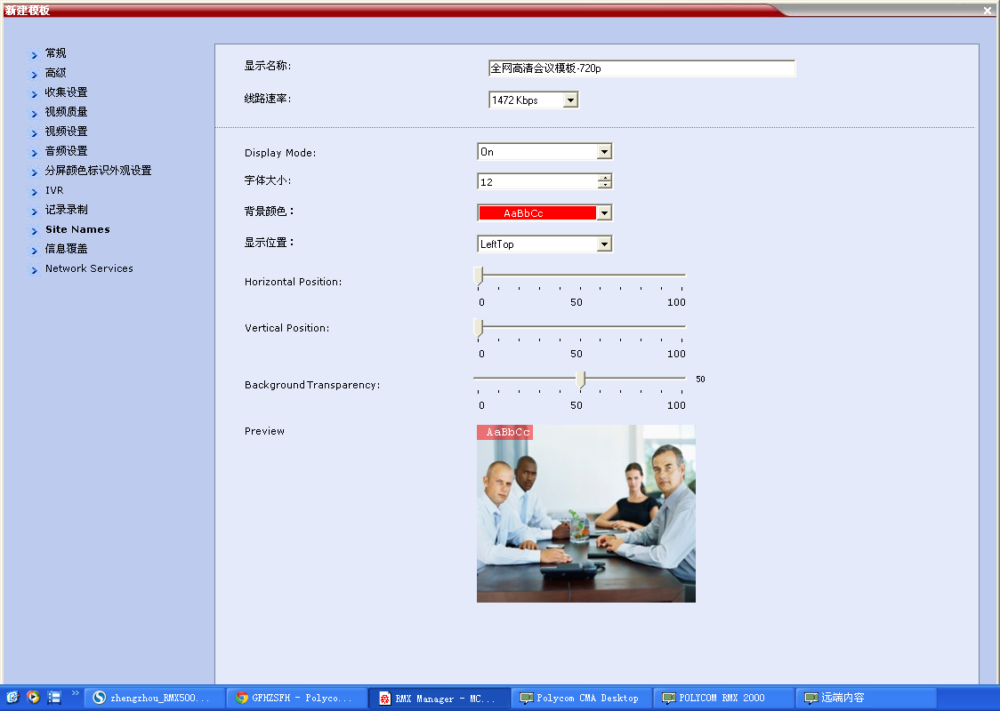 新建模板
常规
高级
收集设置
视频质量
视频设置
音频设置
分屏颜色标识外观设置
IVR
记录录制
Site Names
信息覆盖
Network Services
显示名称:
全网高清会议模板-720p
线路速率:
1472 Kbps
Display Mode:
On
字体大小:
12
背景颜色：
AaBbCc
显示位置：
LeftTop
Horizontal Position:
0 50 100
Vertical Position:
0 50 100
Background Transparency:
50
0 50 100
Preview
AaBbCc
zhengzhou_RMX500...
GFHZSFH - Polyco...
RMX Manager - MC...
Polycom CMA Desktop
POLYCOM RMX 2000
远端内容